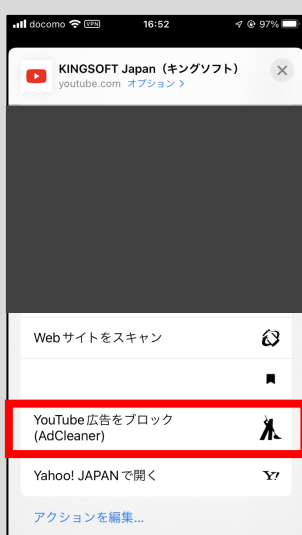 docomo VPN 16:52 97%
KINGSOFT Japan（キングソフト）
youtube.com オプション >
Webサイトをスキャン
YouTube広告をブロック
(AdCleaner)
Yahoo! JAPANで開く Y!
アクションを編集...